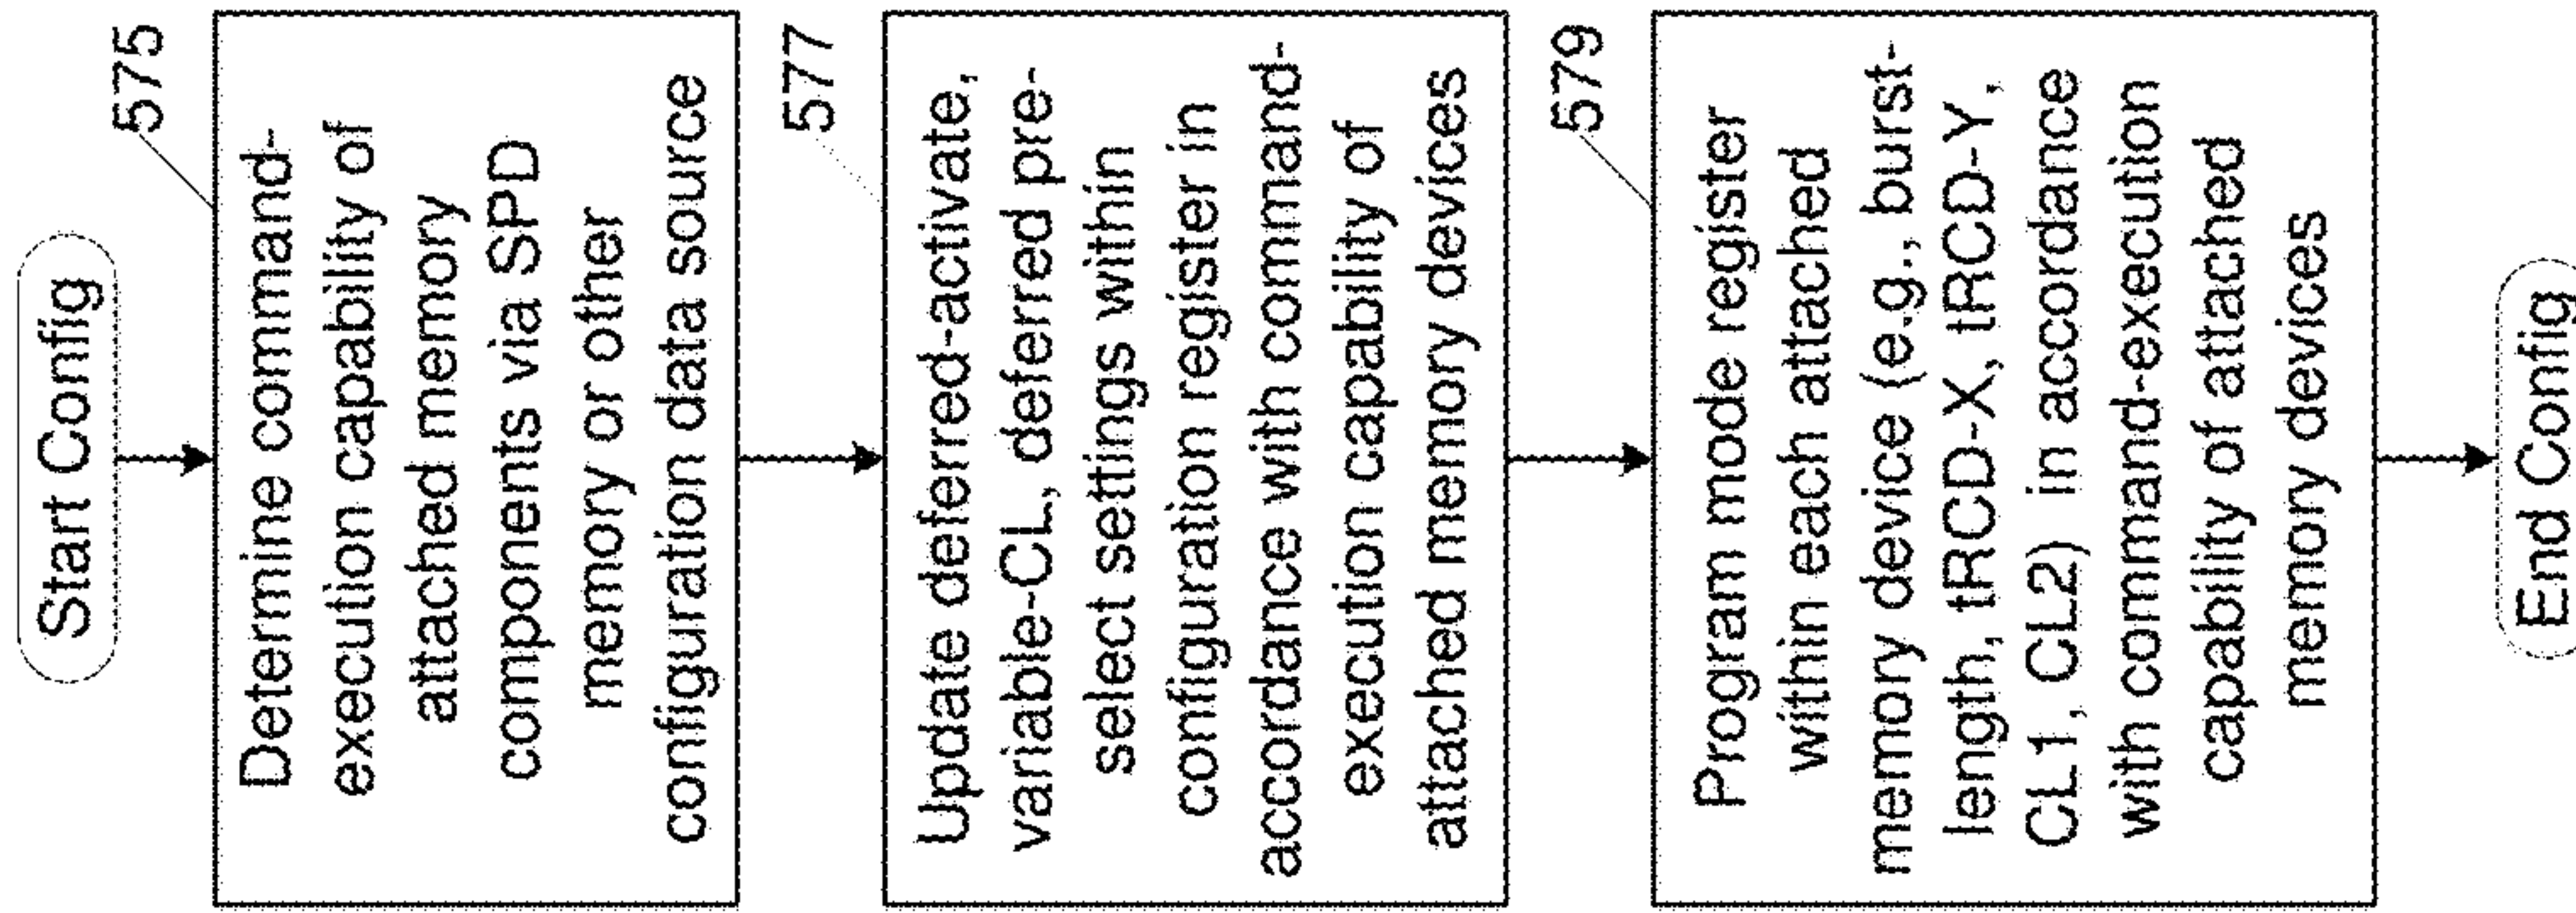 Start Config
575
Determine command-
execution capability of
attached memory
components via SPD
memory or other
configuration data source
577
Update deferred-activate,
variable-CL, deferred pre-
select settings within
configuration register in
accordance with command-
execution capability of
attached memory devices
579
Program mode register
within each attached
memory device (e.g., burst-
length, tRCD-X, tRCD-Y,
CL1, CL2) in accordance
with command-execution
capability of attached
memory devices
End Config